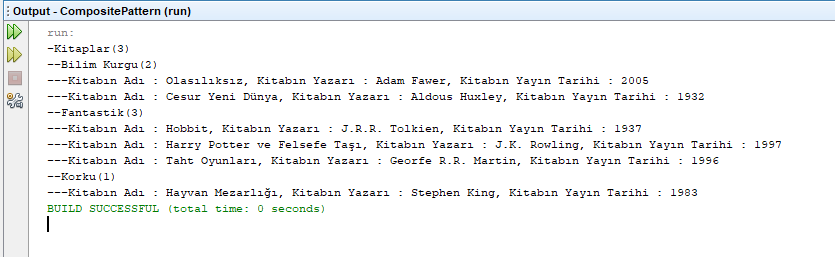 Output - CompositePattern (run)
run:
-Kitaplar(3)
--Bilim Kurgu(2)
---Kitabın Adı : Olasılıksız, Kitabın Yazarı : Adam Fawer, Kitabın Yayın Tarihi : 2005
---Kitabın Adı : Cesur Yeni Dünya, Kitabın Yazarı : Aldous Huxley, Kitabın Yayın Tarihi : 1932
--Fantastik(3)
---Kitabın Adı : Hobbit, Kitabın Yazarı : J.R.R. Tolkien, Kitabın Yayın Tarihi : 1937
---Kitabın Adı : Harry Potter ve Felsefe Taşı, Kitabın Yazarı : J.K. Rowling, Kitabın Yayın Tarihi : 1997
---Kitabın Adı : Taht Oyunları, Kitabın Yazarı : Georfe R.R. Martin, Kitabın Yayın Tarihi : 1996
--Korku(1)
---Kitabın Adı : Hayvan Mezarlığı, Kitabın Yazarı : Stephen King, Kitabın Yayın Tarihi : 1983
BUILD SUCCESSFUL (total time: 0 seconds)